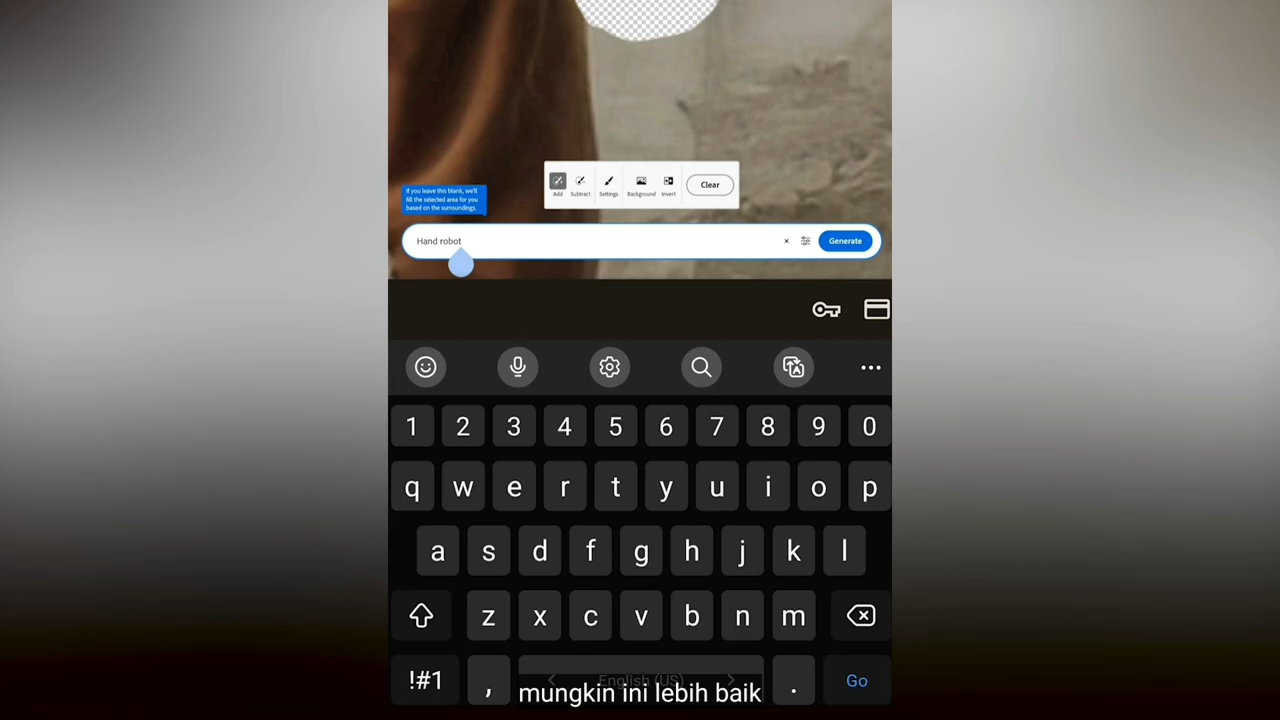 Add Subtract Settings Background Invert Clear
If you leave this blank, we'll
fill the selected area for you
based on the surroundings.
Hand robot × Generate
1 2 3 4 5 6 7 8 9 0
q w e r t y u i o p
a s d f g h j k l
z x c v b n m
!#1 , English (US) . Go
mungkin ini lebih baik